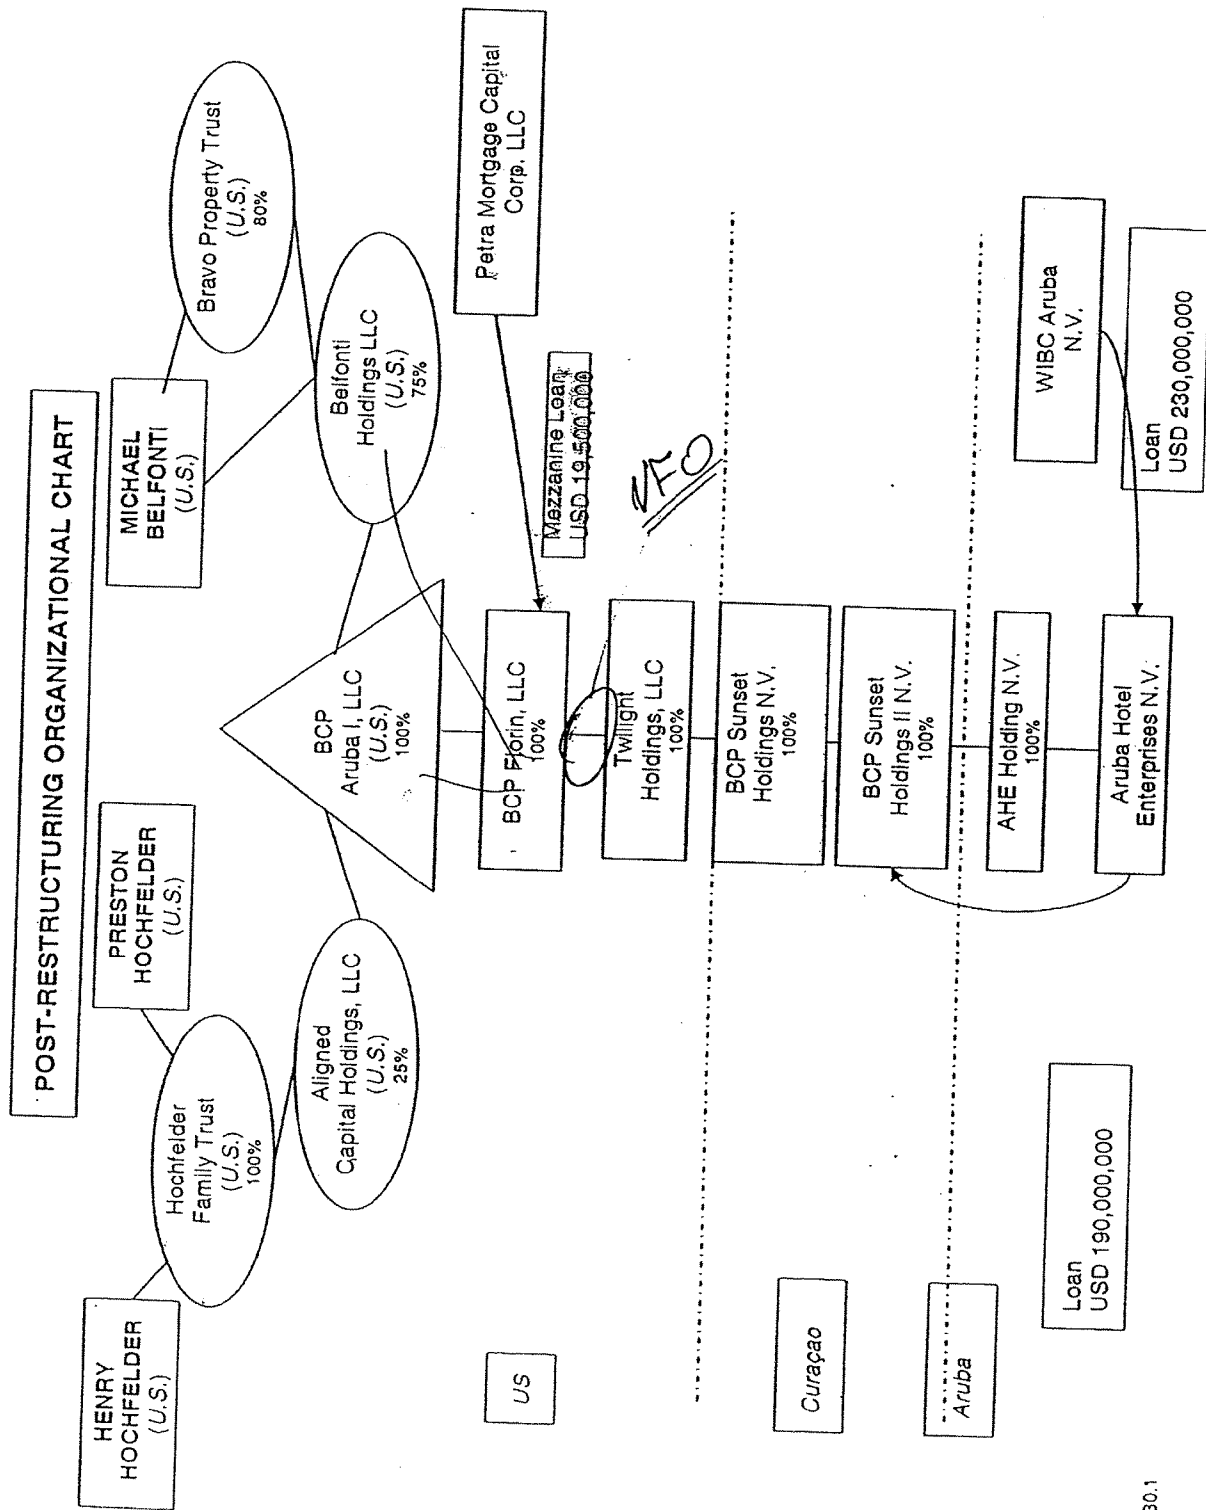 POST-RESTRUCTURING ORGANIZATIONAL CHART
HENRY
HOCHFELDER
(U.S.)
PRESTON
HOCHFELDER
(U.S.)
MICHAEL
BELFONTI
(U.S.)
Hochfelder
Family Trust
(U.S.)
100%
Bravo Property Trust
(U.S.)
80%
Aligned
Capital Holdings, LLC
(U.S.)
25%
BCP
Aruba I, LLC
(U.S.)
100%
Belfonti
Holdings LLC
(U.S.)
75%
US
BCP Florin, LLC
100%
Petra Mortgage Capital
Corp. LLC
Mezzanine Loan:
USD 19,500,000
Twilight
Holdings, LLC
100%
Curaçao
BCP Sunset
Holdings N.V.
100%
BCP Sunset
Holdings II N.V.
100%
Aruba
AHE Holding N.V.
100%
WIBC Aruba
N.V.
Loan
USD 190,000,000
Aruba Hotel
Enterprises N.V.
Loan
USD 230,000,000
30.1